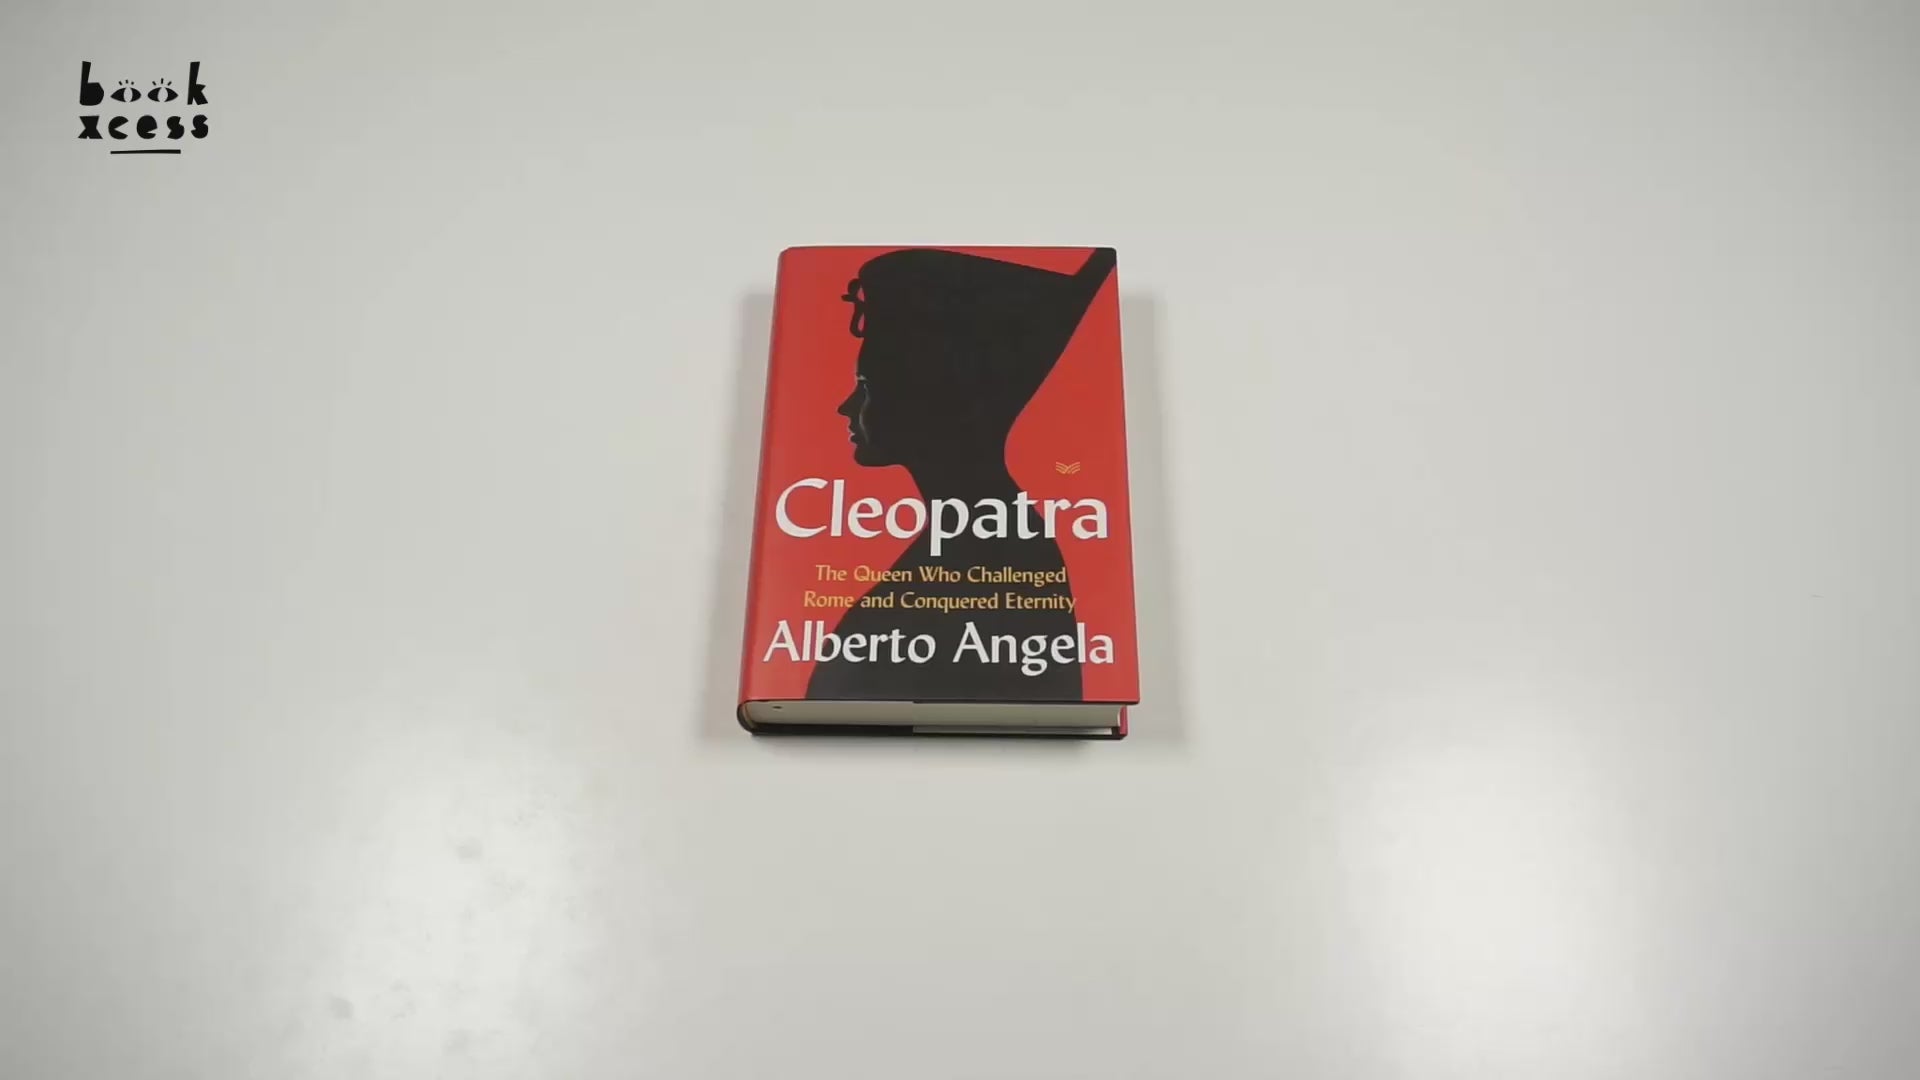 book
xcess
Cleopatra
The Queen Who Challenged
Rome and Conquered Eternity
Alberto Angela